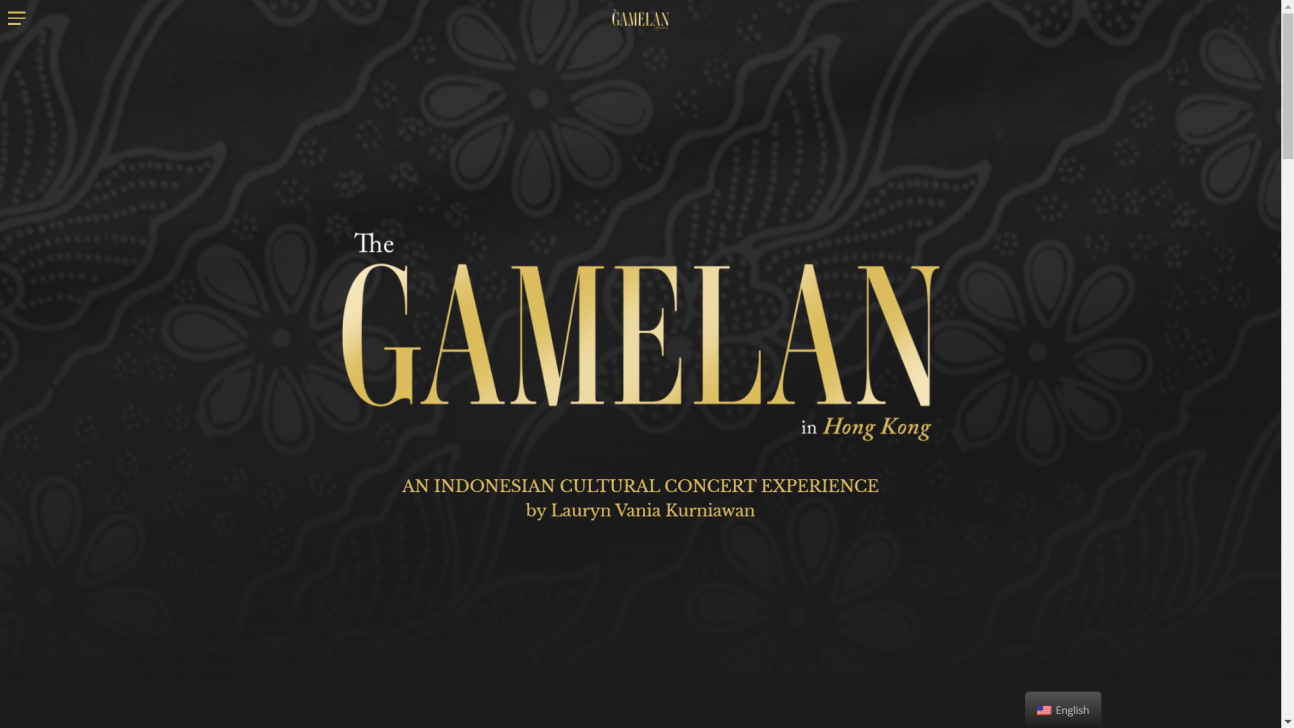 GAMELAN
The
GAMELAN
in Hong Kong
AN INDONESIAN CULTURAL CONCERT EXPERIENCE
by Lauryn Vania Kurniawan
English